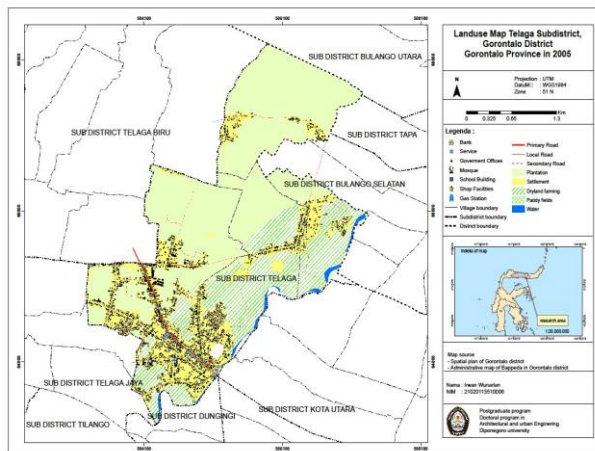 SUB DISTRICT BULANGO UTARA
SUB DISTRICT TELAGA BIRU
SUB DISTRICT TAPA
SUB DISTRICT BULANGO SELATAN
SUB DISTRICT TELAGA
SUB DISTRICT TELAGA JAYA
SUB DISTRICT DUNGINGI
SUB DISTRICT KOTA UTARA
SUB DISTRICT TILANGO
Landuse Map Telaga Subdistrict,
Gorontalo District
Gorontalo Province in 2005
N
Projection : UTM
Zone : 51 N
Km
0 0.325 0.65 1.3
Legenda :
Bank
Service
Goverment Offices
Mosque
School Building
Shop Facilities
Gas Station
Village boundary
Subdistrict boundary
District boundary
Primary Road
Local Road
Secondary Road
Plantation
Settlement
Dryland farming
Paddy fields
Water
Indeks of map
research area
Map source
- Spatial plan of Gorontalo district
- Administrative map of Bappeda in Gorontalo district
Name : Irwan Wunarlan
Postgraduate program
Doctoral program in
Architectural and urban Enginering
Diponegoro university